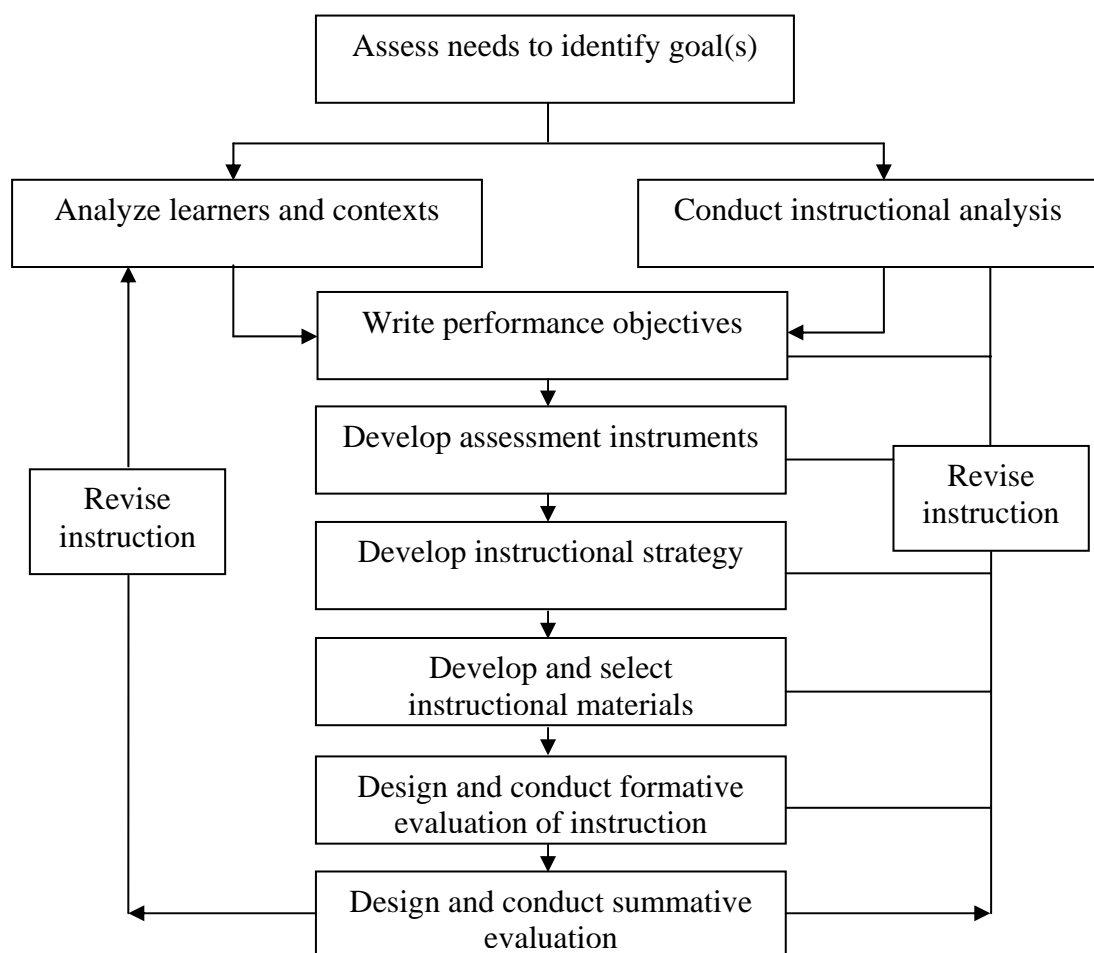 Assess needs to identify goal(s)
Analyze learners and contexts
Conduct instructional analysis
Write performance objectives
Develop assessment instruments
Revise
instruction
Revise
instruction
Develop instructional strategy
Develop and select
instructional materials
Design and conduct formative
evaluation of instruction
Design and conduct summative
evaluation